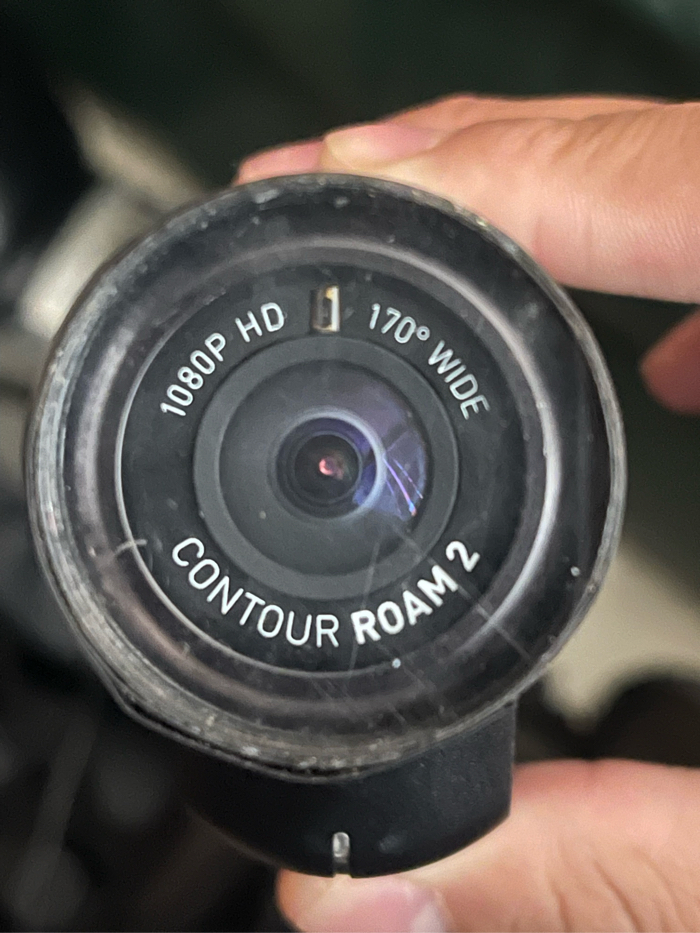 1080P HD
170° WIDE
CONTOUR ROAM 2